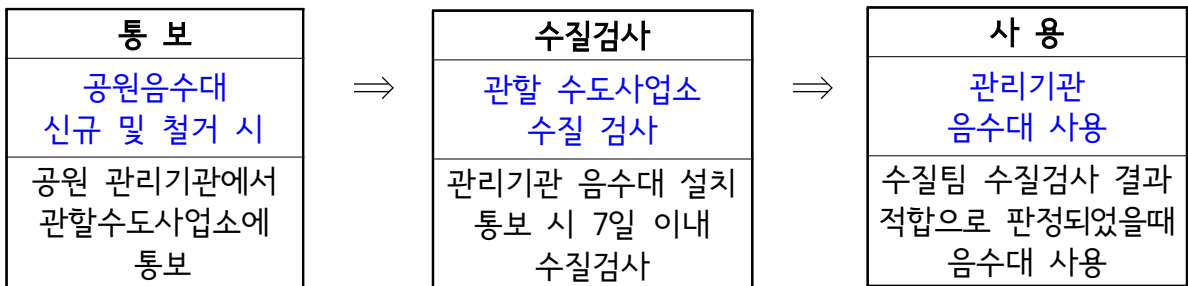 통 보
공원음수대
신규 및 철거 시
공원 관리기관에서
관할수도사업소에
통보
⇒
수질검사
관할 수도사업소
수질 검사
관리기관 음수대 설치
통보 시 7일 이내
수질검사
⇒
사 용
관리기관
음수대 사용
수질팀 수질검사 결과
적합으로 판정되었을때
음수대 사용